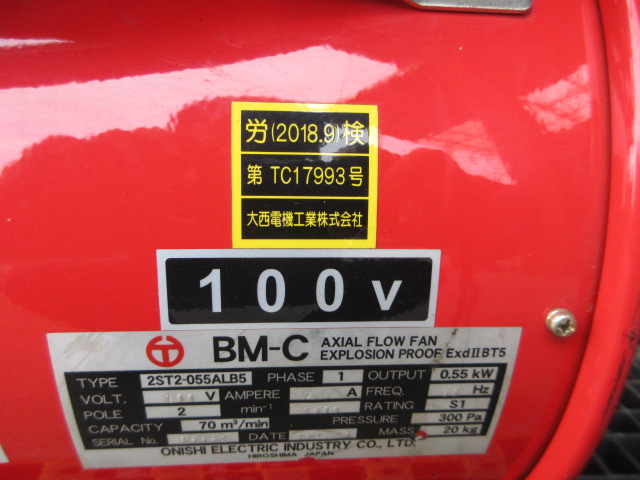 労(2018.9)検
第 TC17993号
大西電機工業株式会社
100V
BM-C AXIAL FLOW FAN
EXPLOSION PROOF ExdIIBT5
TYPE 2ST2-055ALB5 PHASE 1 OUTPUT 0.55 kW
VOLT. 100 V AMPERE A FREQ. Hz
POLE 2 min⁻¹ RATING S1
CAPACITY 70 m³/min PRESSURE 300 Pa
SERIAL No. DATE MASS 20 kg
ONISHI ELECTRIC INDUSTRY CO., LTD.
HIROSHIMA JAPAN